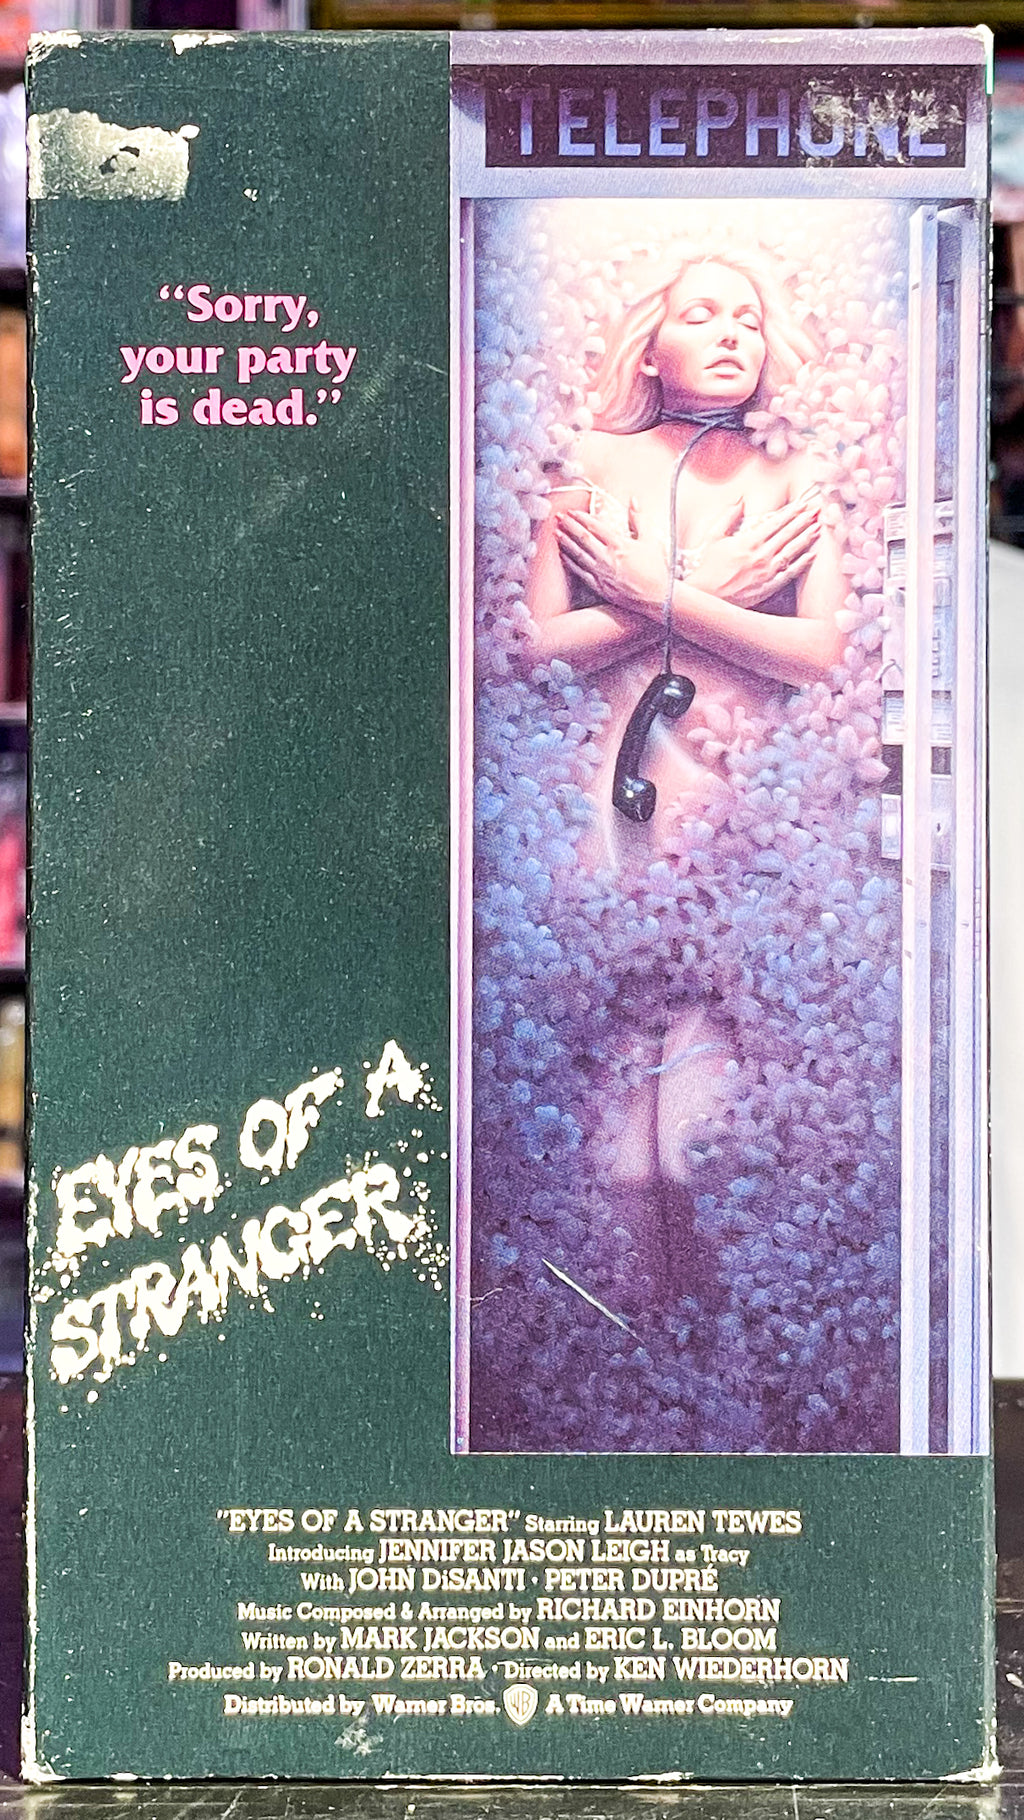 TELEPHONE
“Sorry,
your party
is dead.”
EYES OF A
STRANGER
"EYES OF A STRANGER" Starring LAUREN TEWES
Introducing JENNIFER JASON LEIGH as Tracy
With JOHN DiSANTI · PETER DUPRÉ
Music Composed & Arranged by RICHARD EINHORN
Written by MARK JACKSON and ERIC L. BLOOM
Produced by RONALD ZERRA · Directed by KEN WIEDERHORN
Distributed by Warner Bros. WB A Time Warner Company